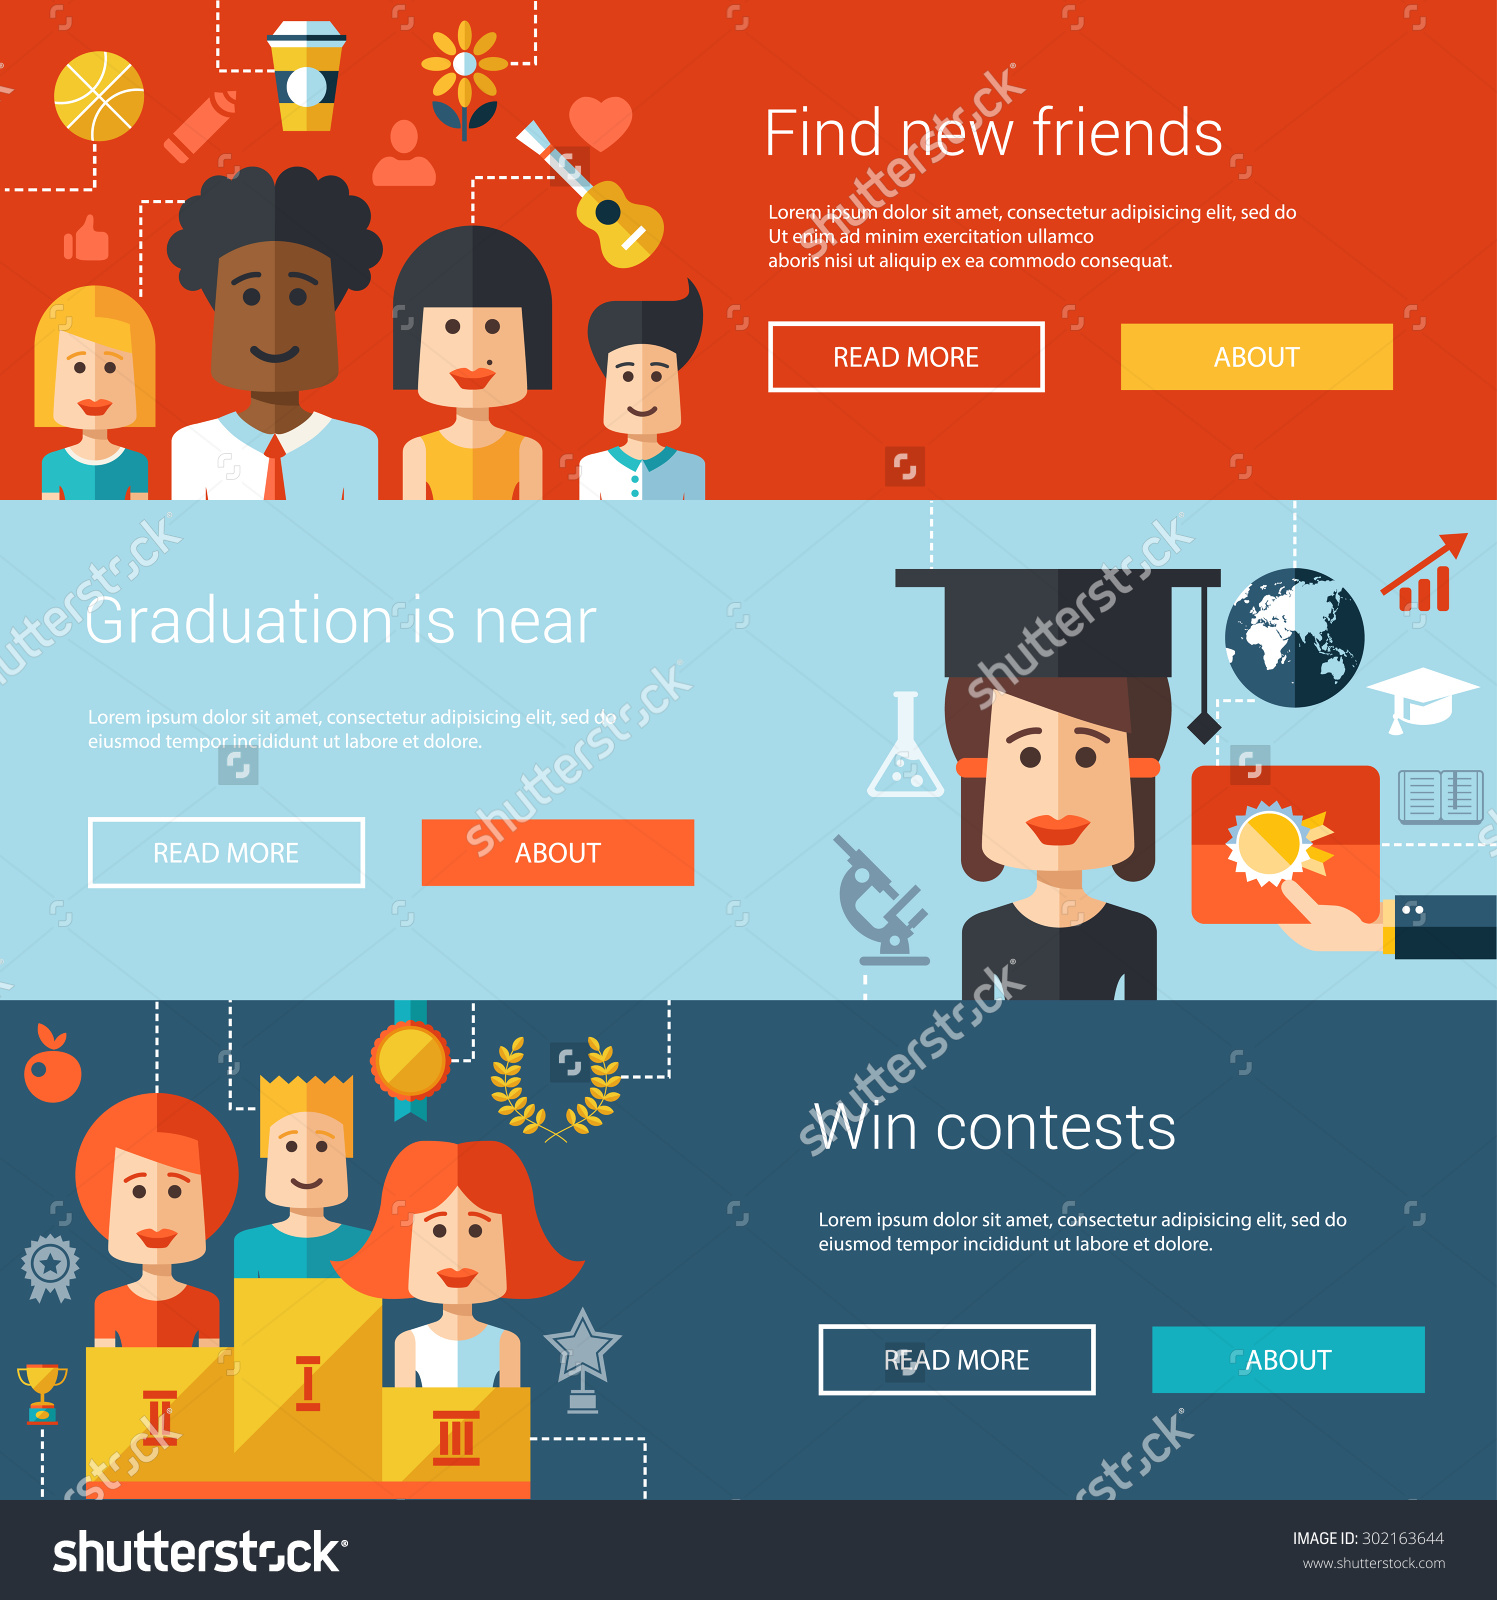 Find new friends
Lorem ipsum dolor sit amet, consectetur adipisicing elit, sed do
Ut enim ad minim exercitation ullamco
aboris nisi ut aliquip ex ea commodo consequat.
READ MORE
ABOUT
Graduation is near
Lorem ipsum dolor sit amet, consectetur adipisicing elit, sed do
eiusmod tempor incididunt ut labore et dolore.
READ MORE
ABOUT
Win contests
Lorem ipsum dolor sit amet, consectetur adipisicing elit, sed do
eiusmod tempor incididunt ut labore et dolore.
READ MORE
ABOUT
I
II
III
shutterstock®
IMAGE ID: 302163644
www.shutterstock.com